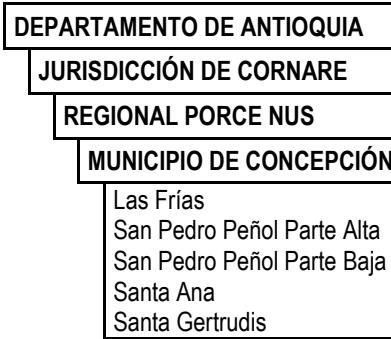 DEPARTAMENTO DE ANTIOQUIA
JURISDICCIÓN DE CORNARE
REGIONAL PORCE NUS
MUNICIPIO DE CONCEPCIÓN
Las Frías
San Pedro Peñol Parte Alta
San Pedro Peñol Parte Baja
Santa Ana
Santa Gertrudis